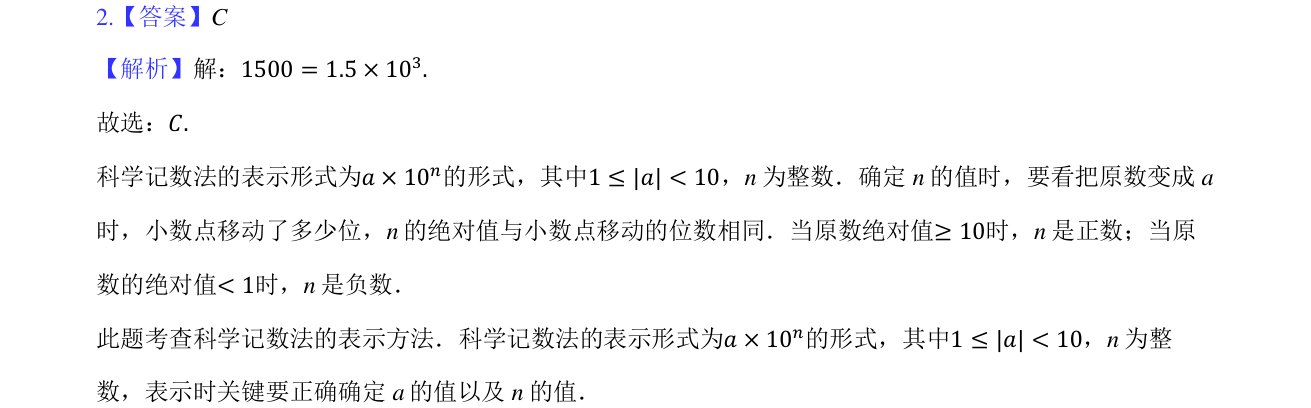 2.【答案】C
【解析】解：1500 = 1.5 × 10³.
故选：C.
科学记数法的表示形式为a × 10ⁿ的形式，其中1 ≤ |a| < 10，n 为整数．确定 n 的值时，要看把原数变成 a
时，小数点移动了多少位，n 的绝对值与小数点移动的位数相同．当原数绝对值≥ 10时，n 是正数；当原
数的绝对值< 1时，n 是负数．
此题考查科学记数法的表示方法．科学记数法的表示形式为a × 10ⁿ的形式，其中1 ≤ |a| < 10，n 为整
数，表示时关键要正确确定 a 的值以及 n 的值．